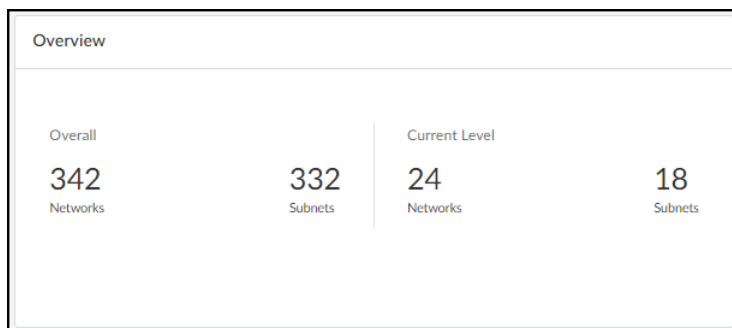 Overview
Overall
342
Networks
332
Subnets
Current Level
24
Networks
18
Subnets